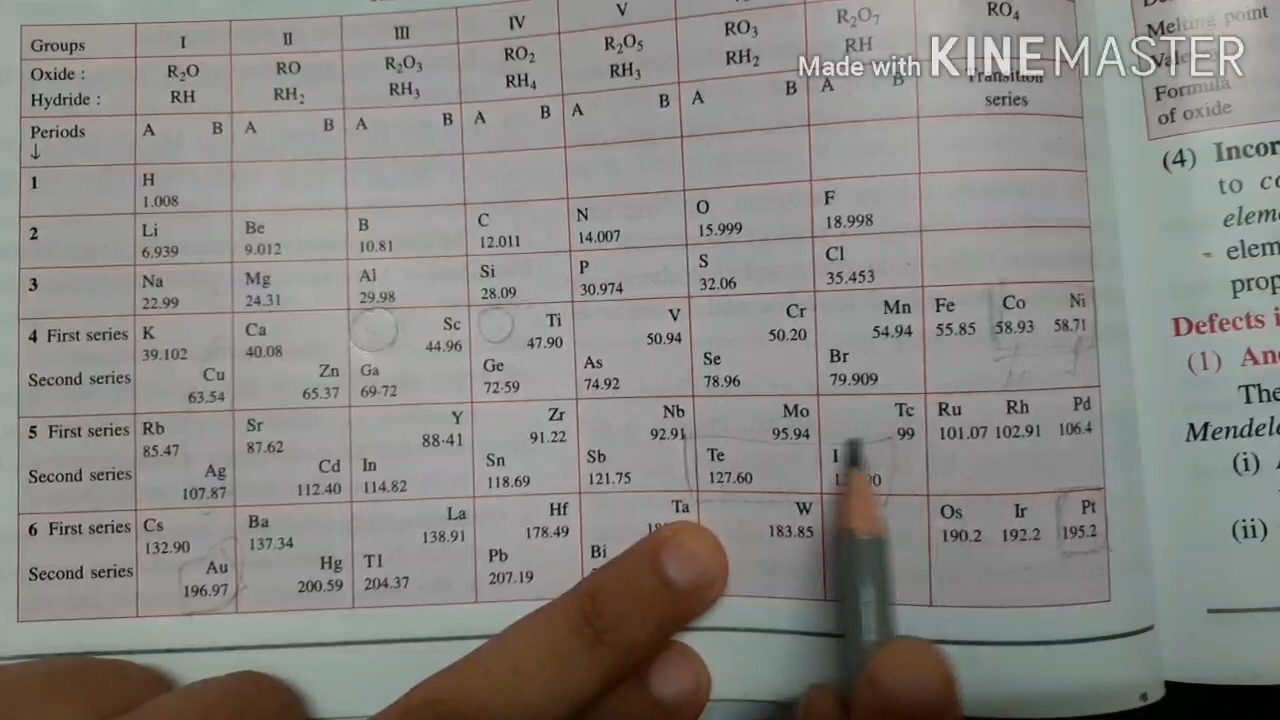 Groups I II III IV V
Oxide : R₂O RO R₂O₃ RO₂ R₂O₅ RO₃ R₂O₇ RO₄
Hydride : RH RH₂ RH₃ RH₄ RH₃ RH₂ RH
Made with KINEMASTER
Transition series
Periods ↓ A B A B A B A B A B A B A B
1 H
1.008
2 Li Be B C N O F
6.939 9.012 10.81 12.011 14.007 15.999 18.998
3 Na Mg Al Si P S Cl
22.99 24.31 29.98 28.09 30.974 32.06 35.453
4 First series K Ca Sc Ti V Cr Mn Fe Co Ni
39.102 40.08 44.96 47.90 50.94 50.20 54.94 55.85 58.93 58.71
Second series Cu Zn Ga Ge As Se Br
63.54 65.37 69·72 72·59 74.92 78.96 79.909
5 First series Rb Sr Y Zr Nb Mo Tc Ru Rh Pd
85.47 87.62 88·41 91.22 92.91 95.94 99 101.07 102.91 106.4
Second series Ag Cd In Sn Sb Te I
107.87 112.40 114.82 118.69 121.75 127.60
6 First series Cs Ba La Hf Ta W Os Ir Pt
132.90 137.34 138.91 178.49 183.85 190.2 192.2 195.2
Second series Au Hg Tl Pb Bi
196.97 200.59 204.37 207.19
Melting point
Formula
of oxide
(4)
to
- elem
Defects
(1)
The
(i)
(ii)